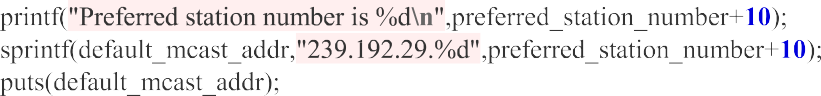 printf("Preferred station number is %d\n",preferred_station_number+10);
sprintf(default_mcast_addr,"239.192.29.%d",preferred_station_number+10);
puts(default_mcast_addr);